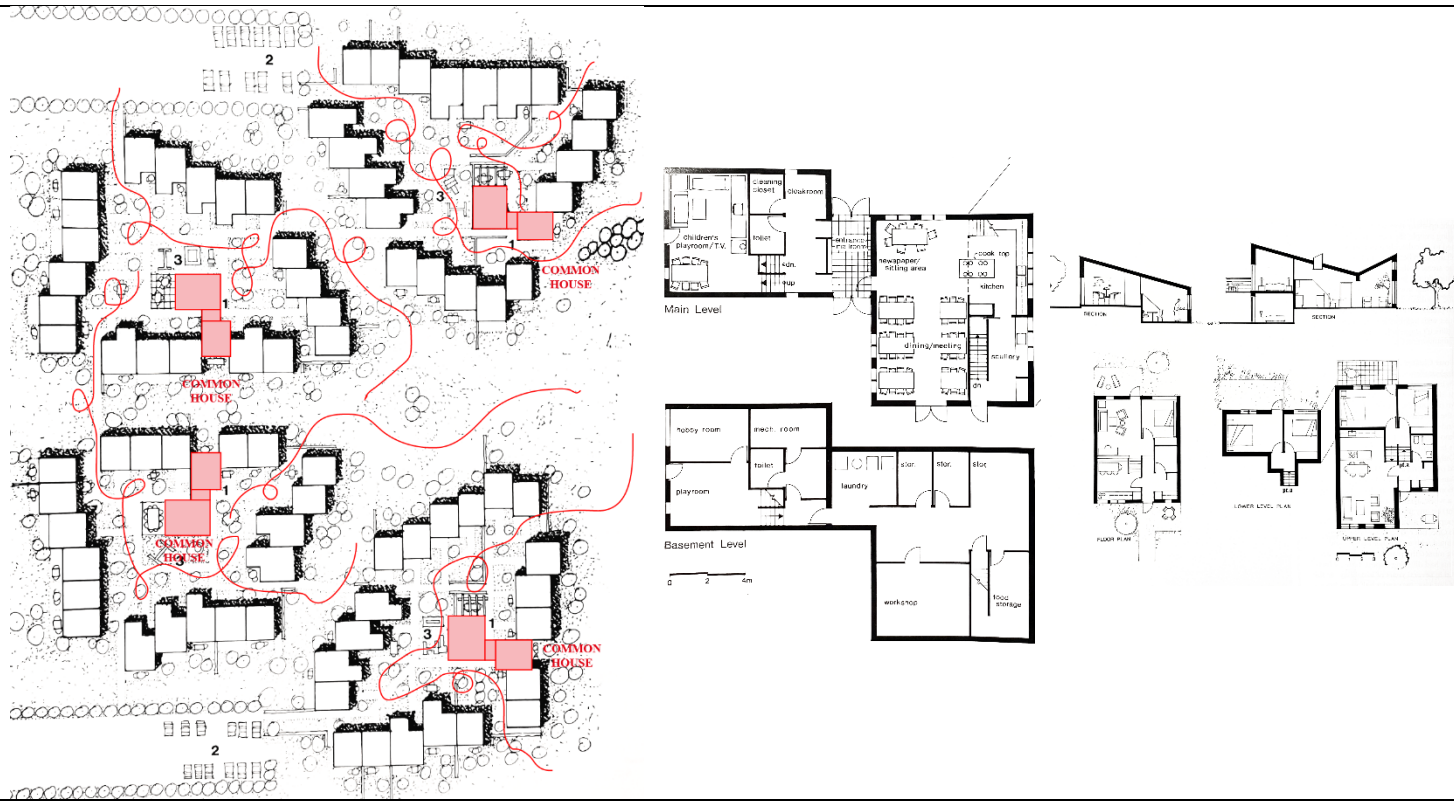 2
3
1
COMMON
HOUSE
3
1
COMMON
HOUSE
1
COMMON
HOUSE
3
1
3
COMMON
HOUSE
2
cleaning
closet
cloakroom
children's
playroom/T.V.
toilet
dn.
up
Main Level
newspaper/
sitting area
cook top
kitchen
dining/meeting
scullery
dn
hobby room
mech. room
toilet
playroom
laundry
stor.
stor.
stor.
workshop
food
storage
Basement Level
0 2 4m
SECTION
SECTION
FLOOR PLAN
LOWER LEVEL PLAN
UPPER LEVEL PLAN